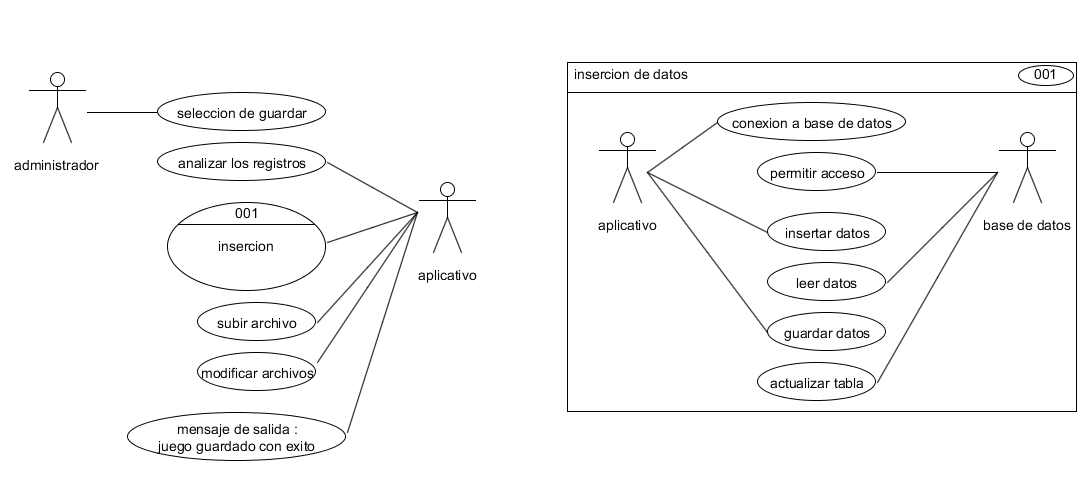 seleccion de guardar
administrador
analizar los registros
001
insercion
aplicativo
subir archivo
modificar archivos
mensaje de salida :
juego guardado con exito
insercion de datos
001
conexion a base de datos
permitir acceso
aplicativo
base de datos
insertar datos
leer datos
guardar datos
actualizar tabla